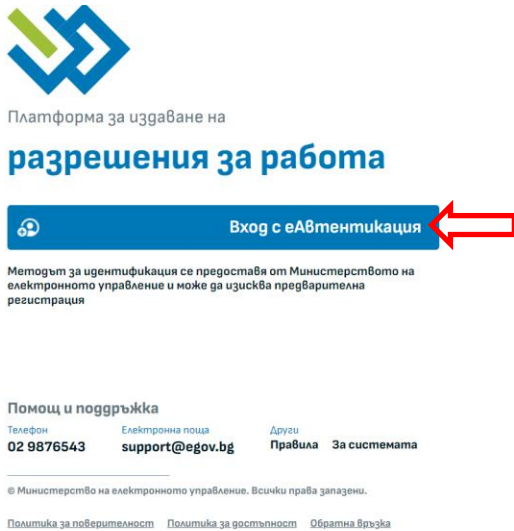 Платформа за издаване на
разрешения за работа
Вход с еАвтентикация
Методът за идентификация се предоставя от Министерството на
електронното управление и може да изисква предварителна
регистрация
Помощ и поддръжка
Телефон Електронна поща Други
02 9876543 support@egov.bg Правила За системата
© Министерство на електронното управление. Всички права запазени.
Политика за поверителност Политика за достъпност Обратна връзка